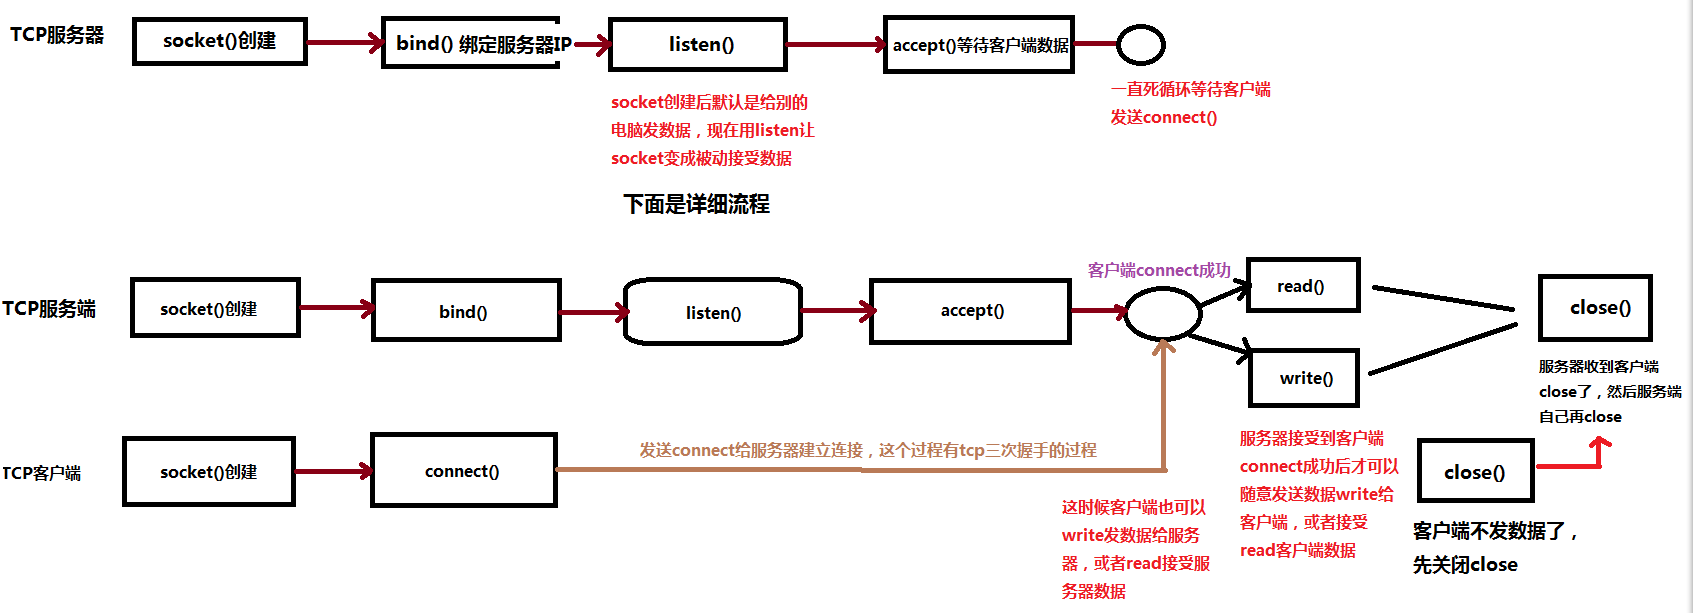 TCP服务器
socket()创建
bind() 绑定服务器IP
listen()
accept()等待客户端数据
socket创建后默认是给别的
电脑发数据，现在用listen让
socket变成被动接受数据
一直死循环等待客户端
发送connect()
下面是详细流程
TCP服务端
socket()创建
bind()
listen()
accept()
客户端connect成功
read()
write()
close()
服务器收到客户端
close了，然后服务端
自己再close
TCP客户端
socket()创建
connect()
发送connect给服务器建立连接，这个过程有tcp三次握手的过程
这时候客户端也可以
write发数据给服务
器，或者read接受服
务器数据
服务器接受到客户端
connect成功后才可以
随意发送数据write给
客户端，或者接受
read客户端数据
close()
客户端不发数据了，
先关闭close